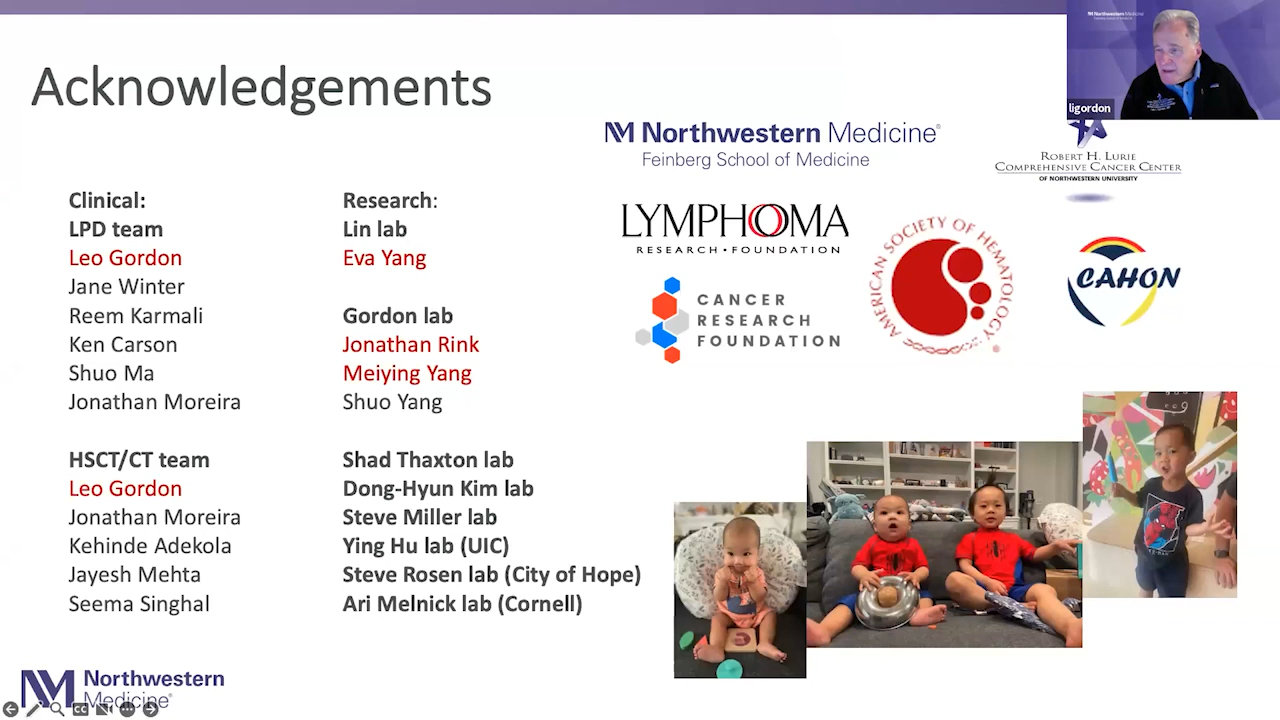 Northwestern Medicine
ligordon
Acknowledgements
Northwestern Medicine®
Feinberg School of Medicine
ROBERT H. LURIE
COMPREHENSIVE CANCER CENTER
OF NORTHWESTERN UNIVERSITY
LYMPHOMA
RESEARCH • FOUNDATION
CANCER
RESEARCH
FOUNDATION
AMERICAN SOCIETY OF HEMATOLOGY
CAHON
Clinical:
LPD team
Leo Gordon
Jane Winter
Reem Karmali
Ken Carson
Shuo Ma
Jonathan Moreira
HSCT/CT team
Leo Gordon
Jonathan Moreira
Kehinde Adekola
Jayesh Mehta
Seema Singhal
Research:
Lin lab
Eva Yang
Gordon lab
Jonathan Rink
Meiying Yang
Shuo Yang
Shad Thaxton lab
Dong-Hyun Kim lab
Steve Miller lab
Ying Hu lab (UIC)
Steve Rosen lab (City of Hope)
Ari Melnick lab (Cornell)
Northwestern
Medicine®
CC